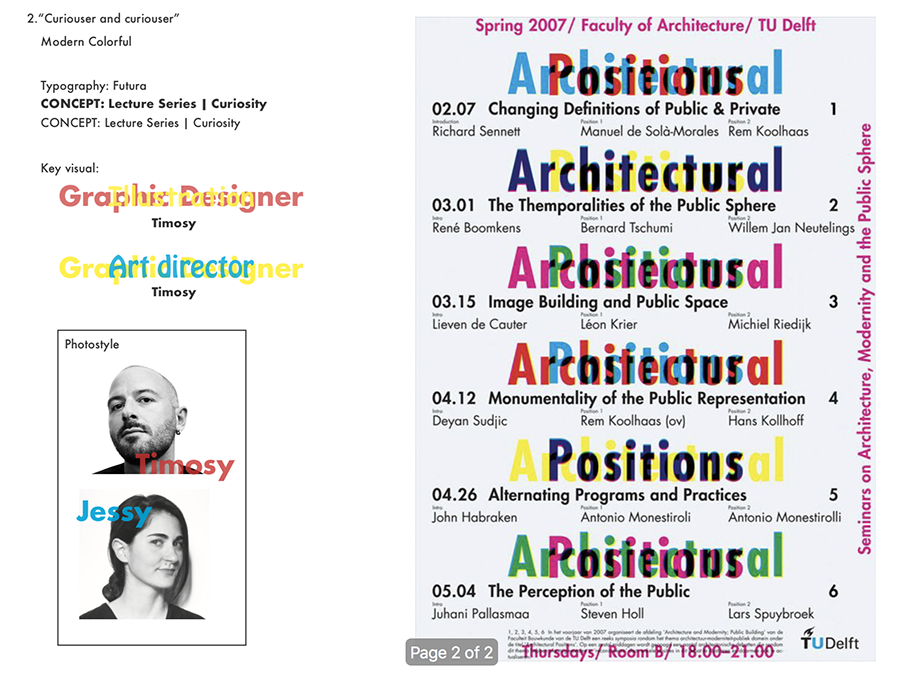 2.“Curiouser and curiouser”
Modern Colorful
Typography: Futura
CONCEPT: Lecture Series | Curiosity
CONCEPT: Lecture Series | Curiosity
Key visual:
Graphic Designer
Illustrating
Timosy
Graphic Designer
Art director
Timosy
Photostyle
Timosy
Jessy
Spring 2007/ Faculty of Architecture/ TU Delft
Architectural
Positions
02.07 Changing Definitions of Public & Private 1
Introduction Position 1 Position 2
Richard Sennett Manuel de Solà-Morales Rem Koolhaas
Architectural
Positions
03.01 The Themporalities of the Public Sphere 2
Intro Position 1 Position 2
René Boomkens Bernard Tschumi Willem Jan Neutelings
Architectural
Positions
03.15 Image Building and Public Space 3
Intro Position 1 Position 2
Lieven de Cauter Léon Krier Michiel Riedijk
Architectural
Positions
04.12 Monumentality of the Public Representation 4
Intro Position 1 Position 2
Deyan Sudjic Rem Koolhaas (ov) Hans Kollhoff
Architectural
Positions
04.26 Alternating Programs and Practices 5
Intro Position 1 Position 2
John Habraken Antonio Monestiroli Antonio Monestirolli
Architectural
Positions
05.04 The Perception of the Public 6
Intro Position 1 Position 2
Juhani Pallasmaa Steven Holl Lars Spuybroek
Seminars on Architecture, Modernity and the Public Sphere
1, 2, 3, 4, 5, 6 In het voorjaar van 2007 organiseert de afdeling 'Architecture and Modernity; Public Building' van de
Faculteit Bouwkunde van de TU Delft een reeks symposia rondom het thema architectuur-moderniteit-publiek domein onder
Thursdays/ Room B/ 18.00–21.00
TU Delft
Page 2 of 2